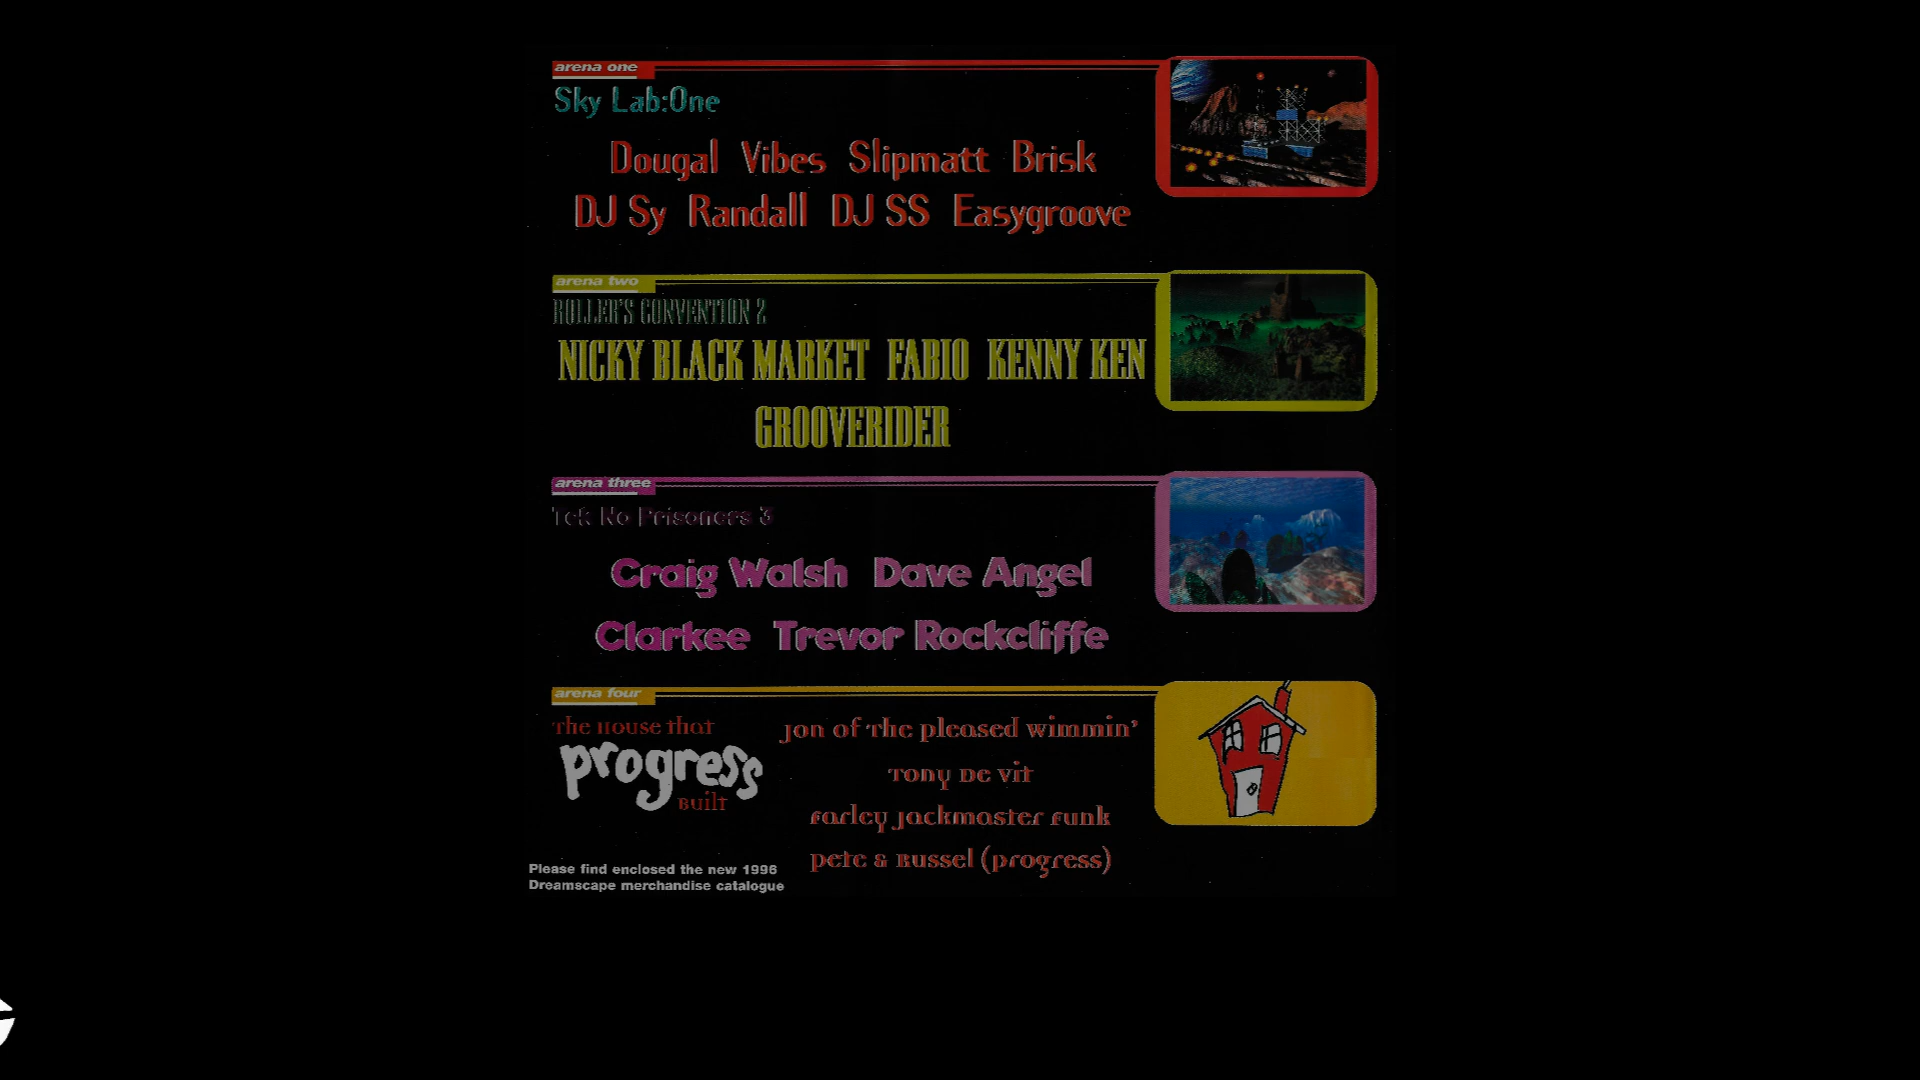 arena one
Sky Lab:One
Dougal Vibes Slipmatt Brisk
DJ Sy Randall DJ SS Easygroove
arena two
ROLLER'S CONVENTION 2
NICKY BLACK MARKET FABIO KENNY KEN
GROOVERIDER
arena three
Tek No Prisoners 3
Craig Walsh Dave Angel
Clarkee Trevor Rockcliffe
arena four
The House that
progress
Built
Jon of The pleased wimmin'
Tony De Vit
Farley Jackmaster Funk
Pete & Russel (progress)
Please find enclosed the new 1996
Dreamscape merchandise catalogue